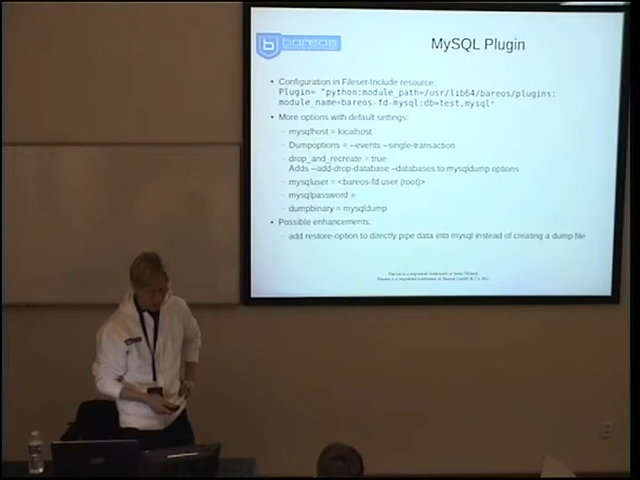 bareos
MySQL Plugin
• Configuration in Fileset-Include resource:
Plugin= "python:module_path=/usr/lib64/bareos/plugins:
module_name=bareos-fd-mysql:db=test,mysql"
• More options with default settings:
– mysqlhost = localhost
– Dumpoptions = --events --single-transaction
– drop_and_recreate = true
Adds --add-drop-database --databases to mysqldump options
– mysqluser = <bareos-fd user (root)>
– mysqlpassword =
– dumpbinary = mysqldump
• Possible enhancements:
– add restore-option to directly pipe data into mysql instead of creating a dump file